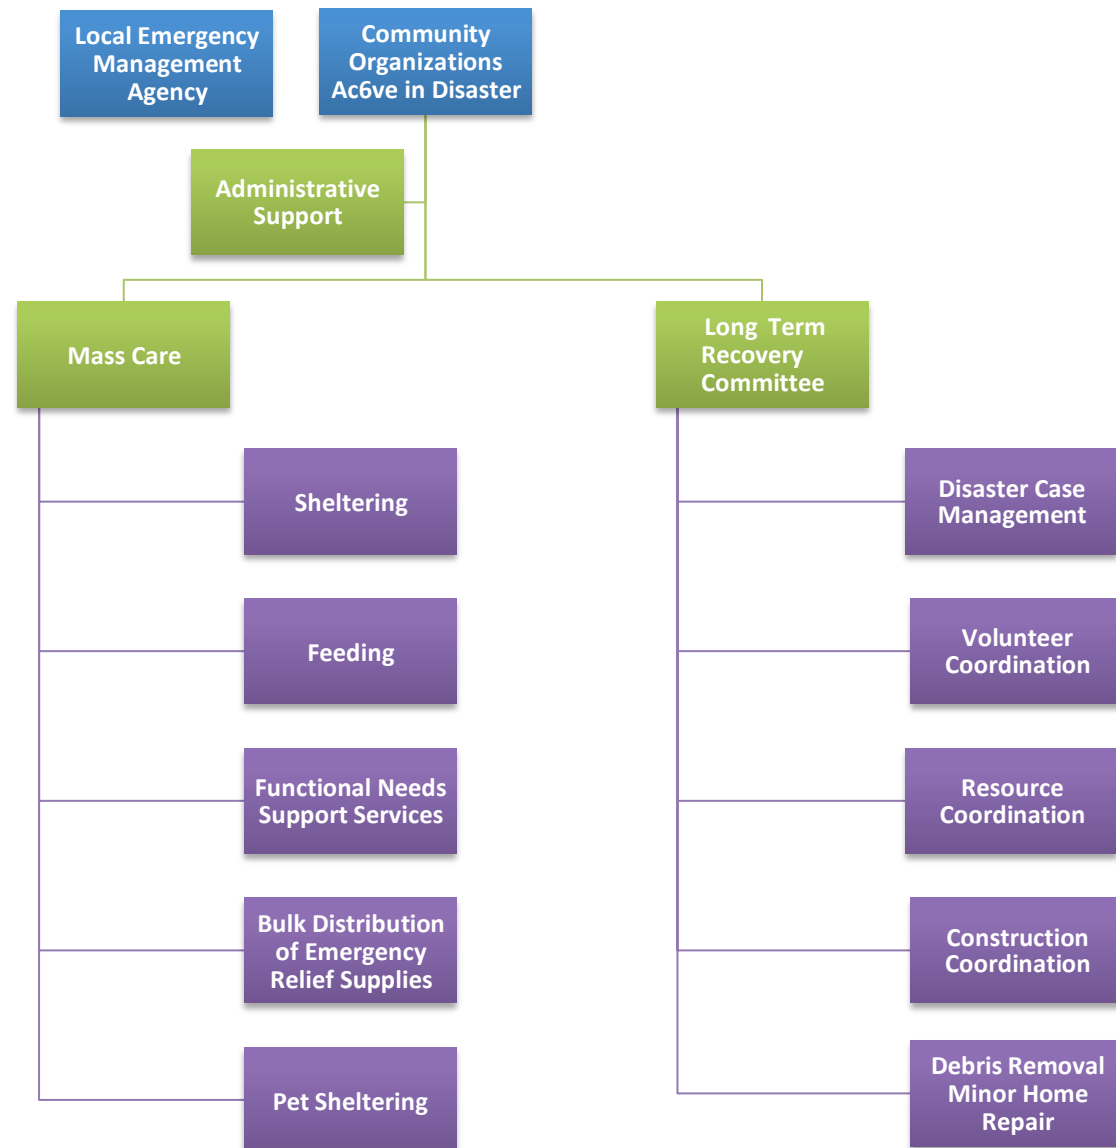 Local Emergency
Management
Agency
Community
Organizations
Ac6ve in Disaster
Administrative
Support
Mass Care
Long Term
Recovery
Committee
Sheltering
Disaster Case
Management
Feeding
Volunteer
Coordination
Functional Needs
Support Services
Resource
Coordination
Bulk Distribution
of Emergency
Relief Supplies
Construction
Coordination
Pet Sheltering
Debris Removal
Minor Home
Repair